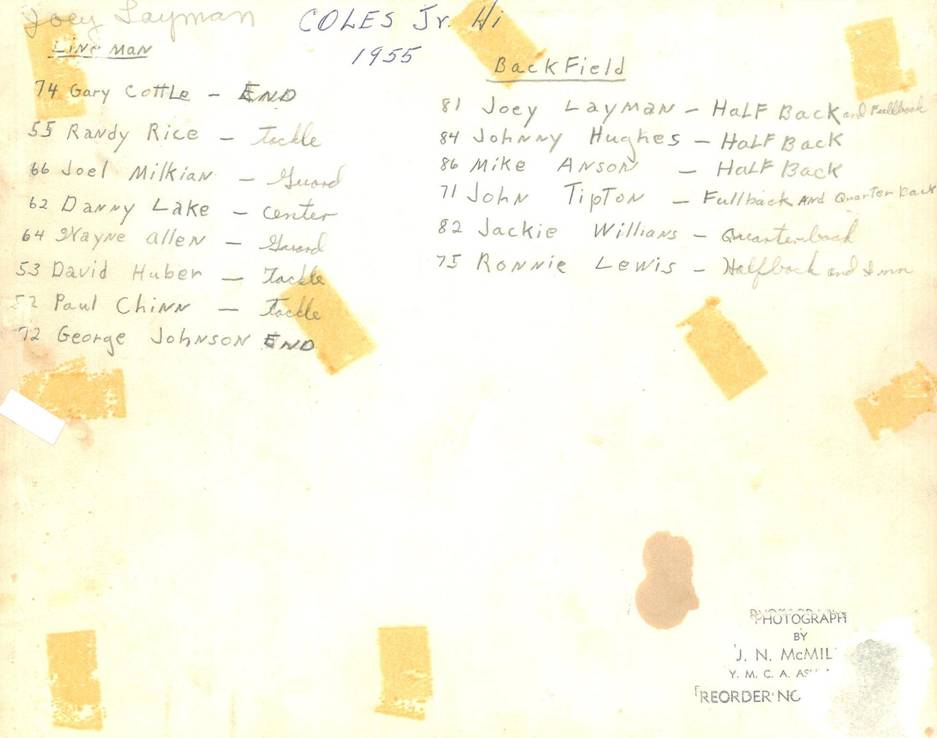 Joey Layman
COLES Jr. Hi
1955
Line man
74 Gary Cottle - END
55 Randy Rice - Tackle
66 Joel Milkian - Guard
62 Danny Lake - Center
64 Wayne allen - Guard
53 David Huber - Tackle
52 Paul Chinn - Tackle
72 George Johnson END
BackField
81 Joey Layman - Half Back and Fullback
84 Johnny Hughes - Half Back
86 Mike Anson - Half Back
71 John Tipton - Fullback And Quarter Back
82 Jackie Willians - Quarterback
75 Ronnie Lewis - Halfback and
PHOTOGRAPH
BY
J. N. McMIL
Y. M. C. A.
REORDER NO